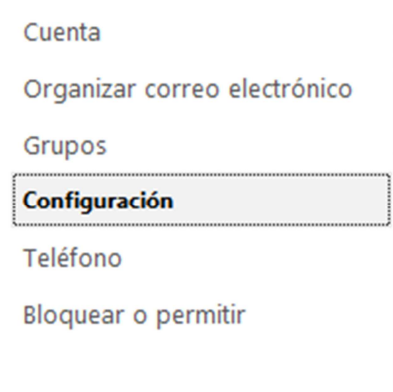 Cuenta
Organizar correo electrónico
Grupos
Configuración
Teléfono
Bloquear o permitir